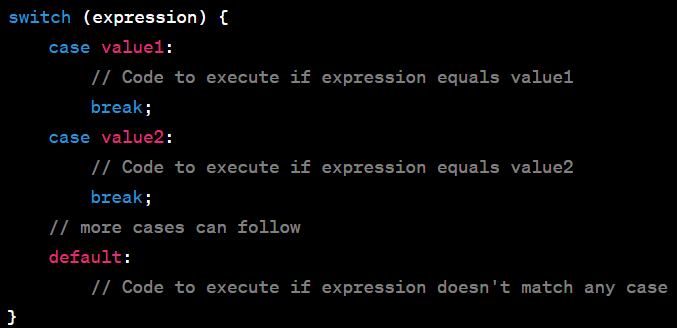 switch (expression) {
    case value1:
        // Code to execute if expression equals value1
        break;
    case value2:
        // Code to execute if expression equals value2
        break;
    // more cases can follow
    default:
        // Code to execute if expression doesn't match any case
}